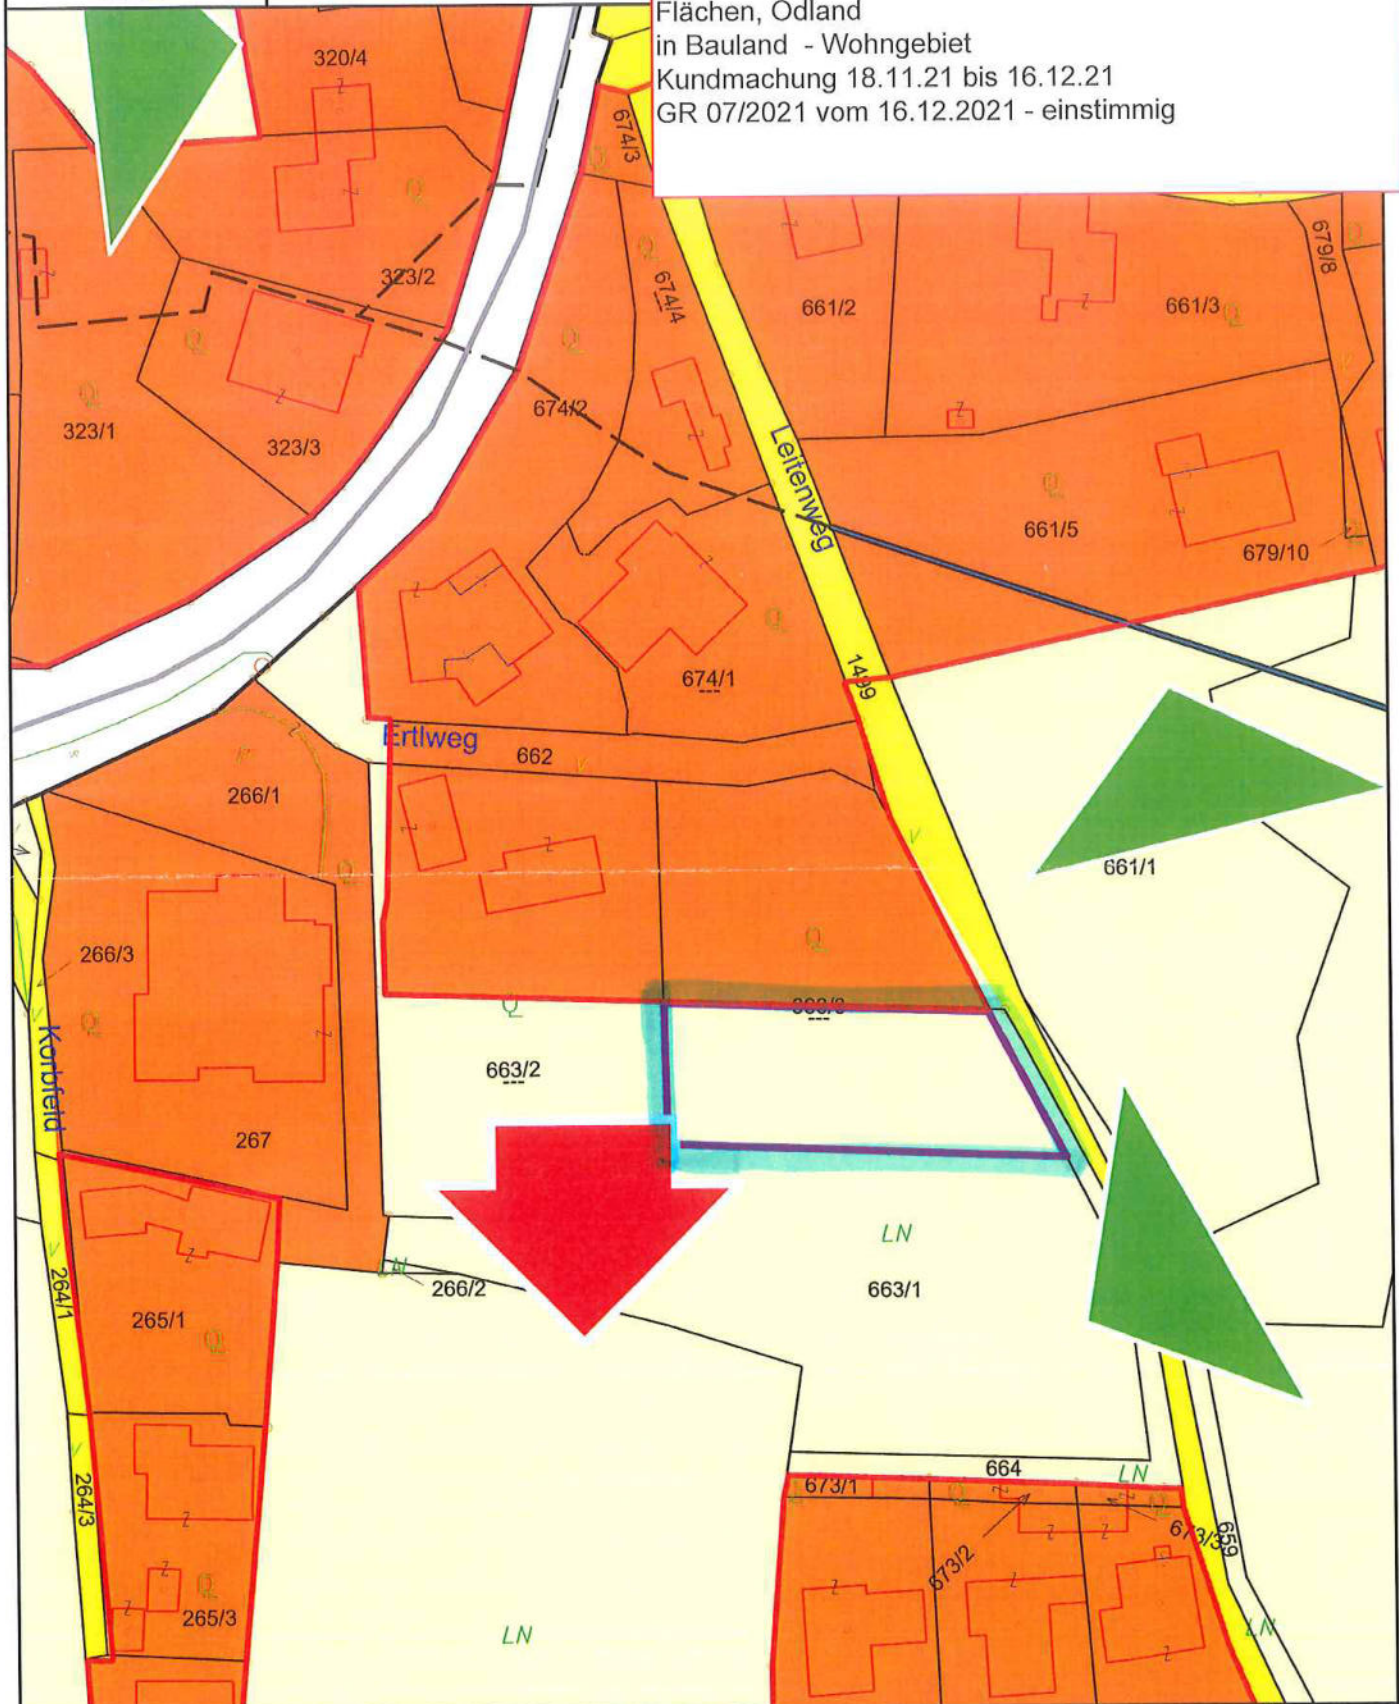 Flächen, Ödland
in Bauland - Wohngebiet
Kundmachung 18.11.21 bis 16.12.21
GR 07/2021 vom 16.12.2021 - einstimmig
320/4
674/3
323/2
674/4
661/2
661/3
679/8
323/1
323/3
674/2
Leitenweg
661/5
679/10
674/1
1499
Ertlweg
662
266/1
661/1
266/3
Korbfeld
663/2
267
LN
264/1
LN
266/2
663/1
265/1
264/3
664
LN
673/1
673/2
673/3
659
265/3
LN
LN